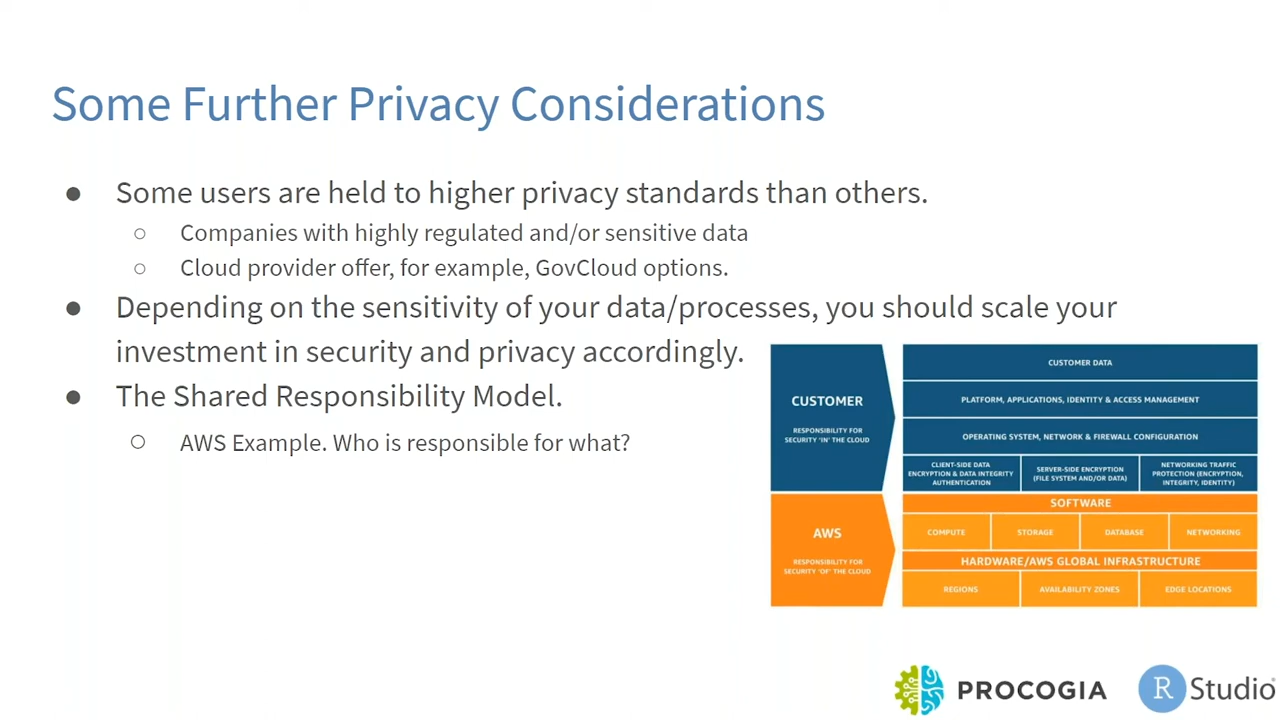 Some Further Privacy Considerations
● Some users are held to higher privacy standards than others.
○ Companies with highly regulated and/or sensitive data
○ Cloud provider offer, for example, GovCloud options.
● Depending on the sensitivity of your data/processes, you should scale your
investment in security and privacy accordingly.
● The Shared Responsibility Model.
○ AWS Example. Who is responsible for what?
CUSTOMER
RESPONSIBILITY FOR
SECURITY 'IN' THE CLOUD
CUSTOMER DATA
PLATFORM, APPLICATIONS, IDENTITY & ACCESS MANAGEMENT
OPERATING SYSTEM, NETWORK & FIREWALL CONFIGURATION
CLIENT-SIDE DATA
ENCRYPTION & DATA INTEGRITY
AUTHENTICATION
SERVER-SIDE ENCRYPTION
(FILE SYSTEM AND/OR DATA)
NETWORKING TRAFFIC
PROTECTION (ENCRYPTION,
INTEGRITY, IDENTITY)
AWS
RESPONSIBILITY FOR
SECURITY 'OF' THE CLOUD
SOFTWARE
COMPUTE
STORAGE
DATABASE
NETWORKING
HARDWARE/AWS GLOBAL INFRASTRUCTURE
REGIONS
AVAILABILITY ZONES
EDGE LOCATIONS
PROCOGIA
R Studio